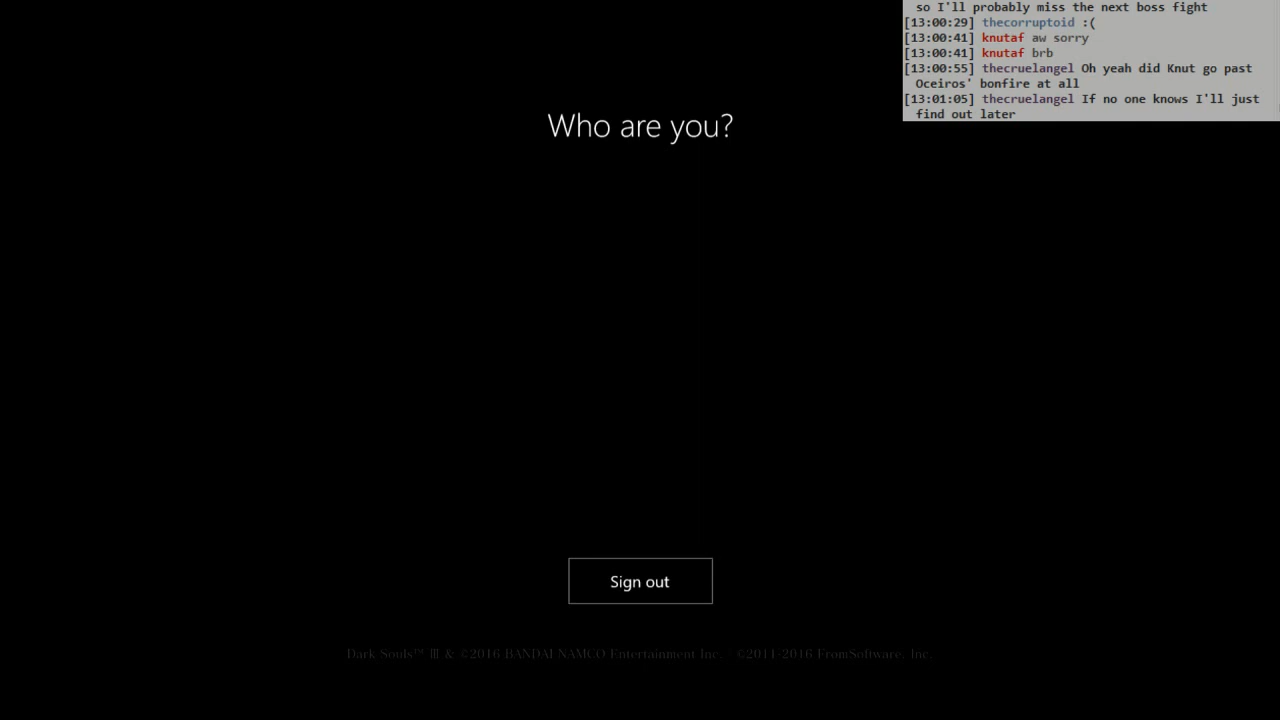 so I'll probably miss the next boss fight
[13:00:29] thecorruptoid :(
[13:00:41] knutaf aw sorry
[13:00:41] knutaf brb
[13:00:55] thecruelangel Oh yeah did Knut go past
Oceiros' bonfire at all
[13:01:05] thecruelangel If no one knows I'll just
find out later
Who are you?
Sign out
Dark Souls™ III & ©2016 BANDAI NAMCO Entertainment Inc. / ©2011-2016 FromSoftware, Inc.